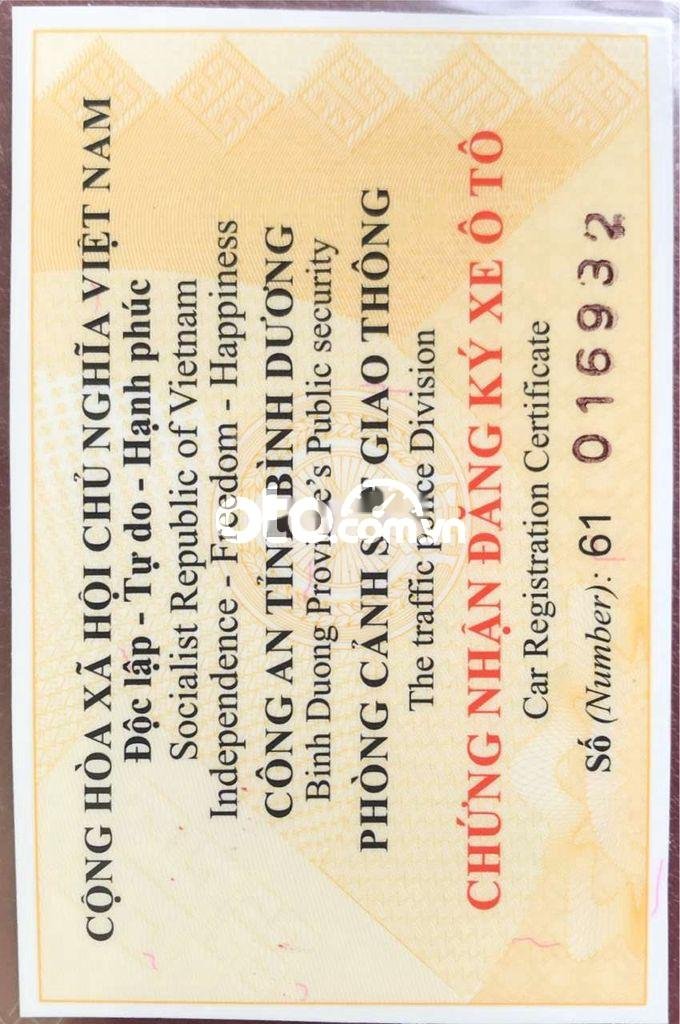 CỘNG HÒA XÃ HỘI CHỦ NGHĨA VIỆT NAM
Độc lập - Tự do - Hạnh phúc
Socialist Republic of Vietnam
Independence - Freedom - Happiness
CÔNG AN TỈNH BÌNH DƯƠNG
Binh Duong Province's Public security
PHÒNG CẢNH SÁT GIAO THÔNG
The traffic police Division
CHỨNG NHẬN ĐĂNG KÝ XE Ô TÔ
Car Registration Certificate
Số (Number): 61 016932
oto.com.vn